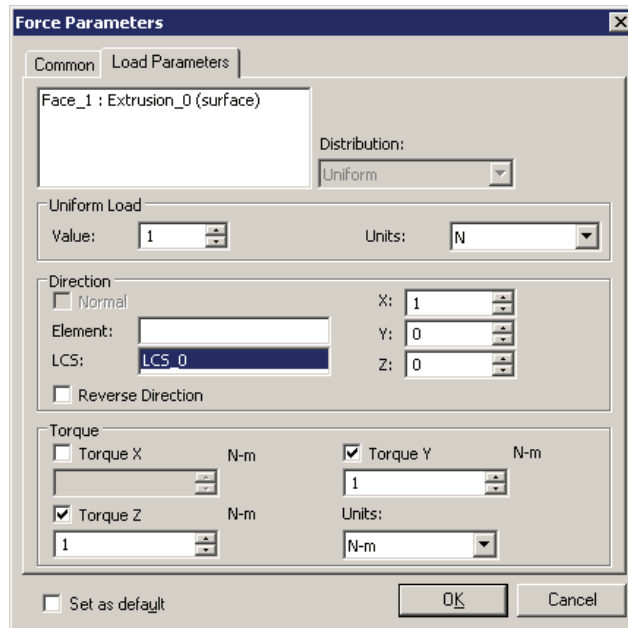 Force Parameters
Common Load Parameters
Face_1 : Extrusion_0 (surface)
Distribution:
Uniform
Uniform Load
Value: 1 Units: N
Direction
Normal X: 1
Element: Y: 0
LCS: LCS_0 Z: 0
Reverse Direction
Torque
Torque X N-m Torque Y N-m
1
Torque Z N-m Units:
1 N-m
Set as default OK Cancel